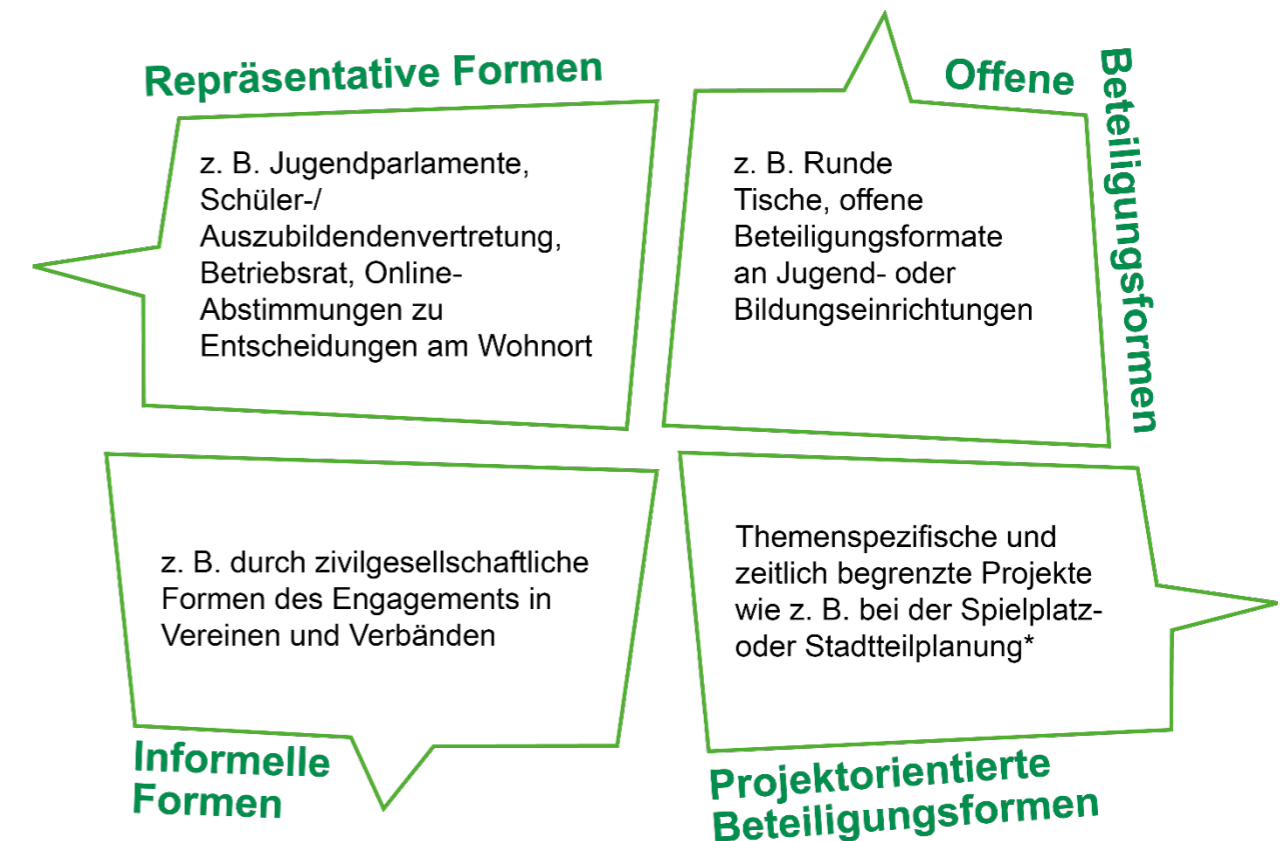 Repräsentative Formen
z. B. Jugendparlamente,
Schüler-/
Auszubildendenvertretung,
Betriebsrat, Online-
Abstimmungen zu
Entscheidungen am Wohnort
Offene
Beteiligungsformen
z. B. Runde
Tische, offene
Beteiligungsformate
an Jugend- oder
Bildungseinrichtungen
z. B. durch zivilgesellschaftliche
Formen des Engagements in
Vereinen und Verbänden
Informelle
Formen
Themenspezifische und
zeitlich begrenzte Projekte
wie z. B. bei der Spielplatz-
oder Stadtteilplanung*
Projektorientierte
Beteiligungsformen